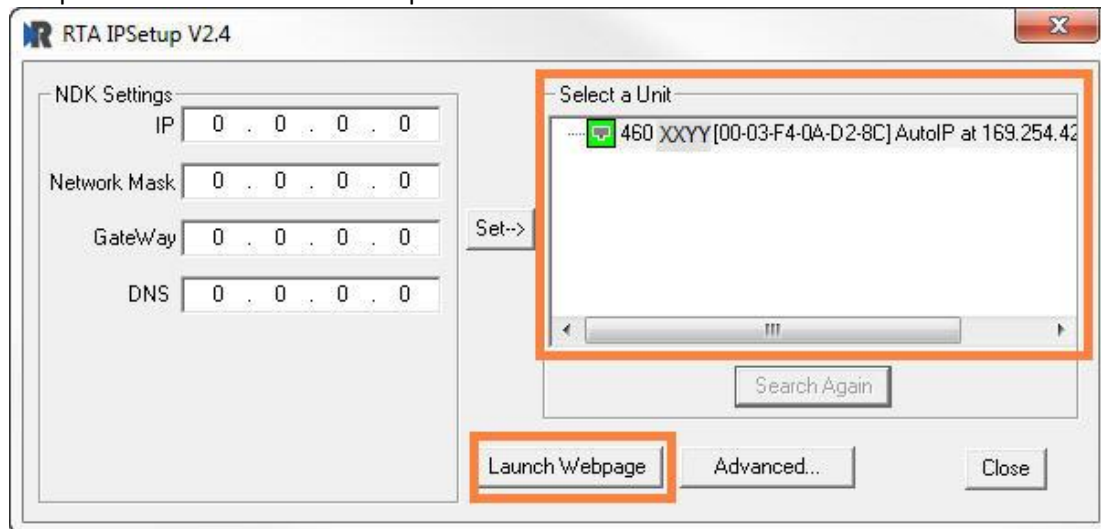 RTA IPSetup V2.4
NDK Settings
IP 0 . 0 . 0 . 0
Network Mask 0 . 0 . 0 . 0
GateWay 0 . 0 . 0 . 0
DNS 0 . 0 . 0 . 0
Set-->
Select a Unit
460 XXYY [00-03-F4-0A-D2-8C] AutoIP at 169.254.42
Search Again
Launch Webpage
Advanced...
Close